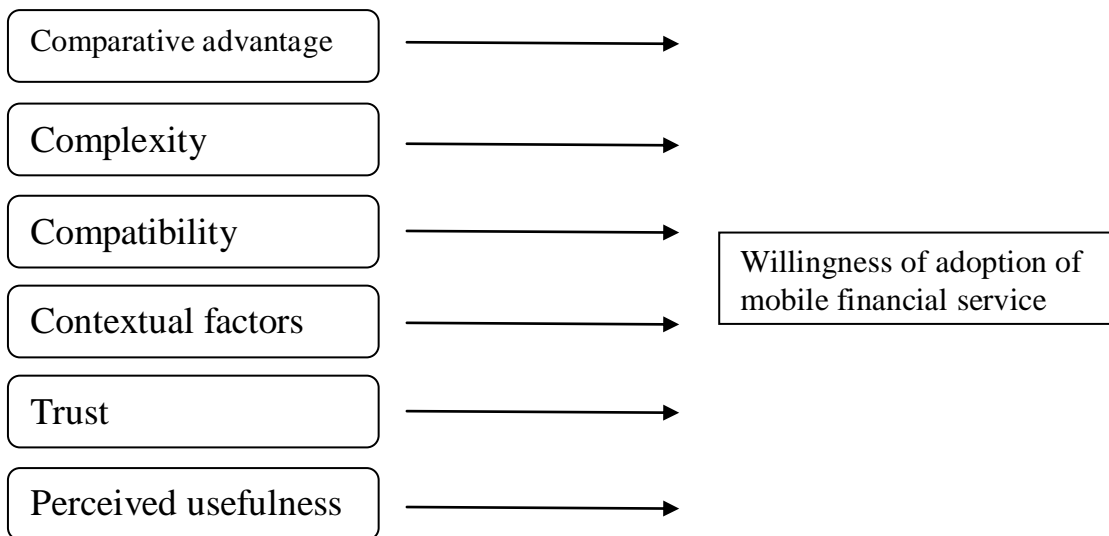 Comparative advantage
Complexity
Compatibility
Contextual factors
Trust
Perceived usefulness
Willingness of adoption of
mobile financial service